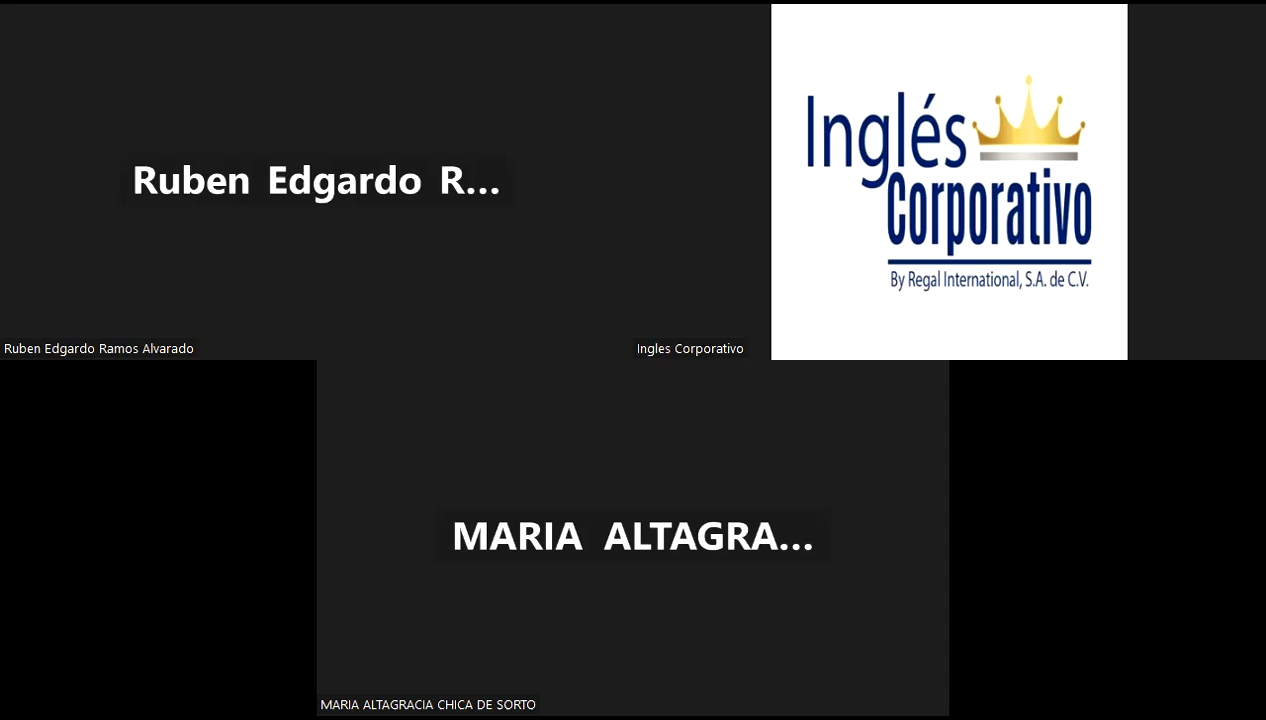 Ruben Edgardo R...
Ruben Edgardo Ramos Alvarado
Inglés
Corporativo
By Regal International, S.A. de C.V.
Ingles Corporativo
MARIA ALTAGRA...
MARIA ALTAGRACIA CHICA DE SORTO